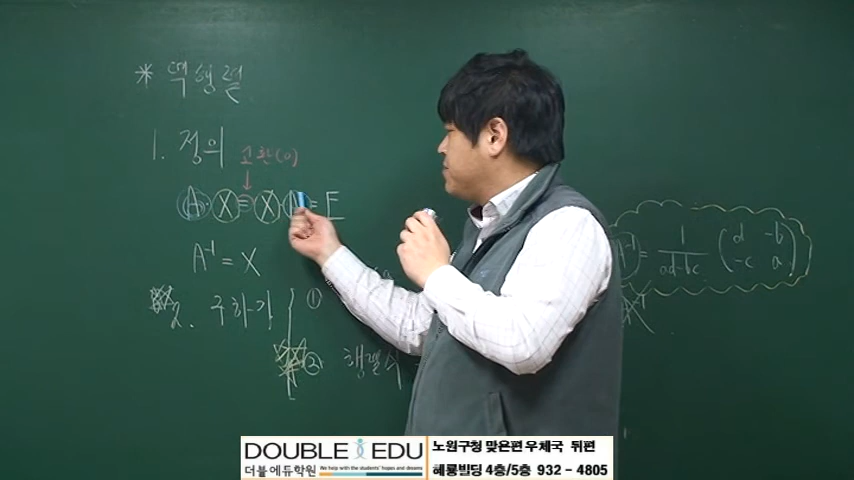 * 역행렬
1. 정의
교환(O)
↓
A·X=X·A=E
A⁻¹=X
2. 구하기 ①
② 행렬식
A⁻¹= 1/(ad-bc) (d -b
-c a)
DOUBLE EDU
더블에듀학원 We help with the students' hopes and dreams
노원구청 맞은편 우체국 뒤편
혜룡빌딩 4층/5층 932 - 4805